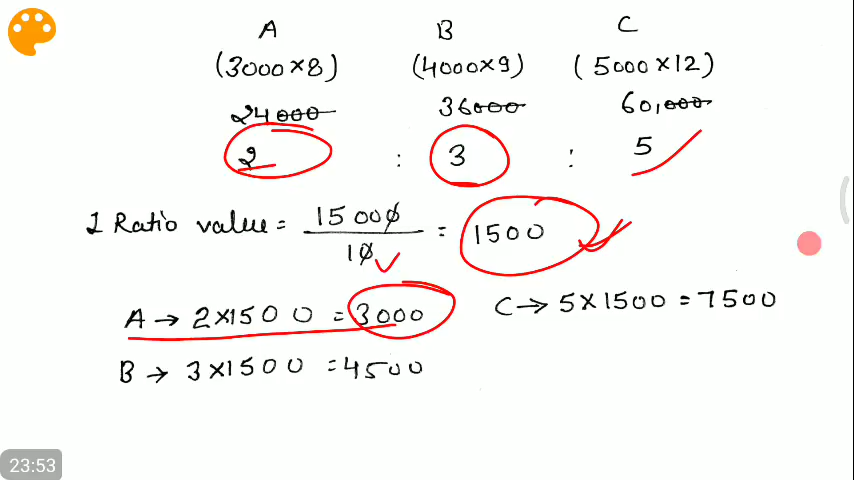 A B C
(3000×8) (4000×9) (5000×12)
24000 36000 60,000
2 : 3 : 5
1 Ratio value = 15000/10 = 1500
A → 2×1500 = 3000 C → 5×1500 = 7500
B → 3×1500 = 4500
23:53